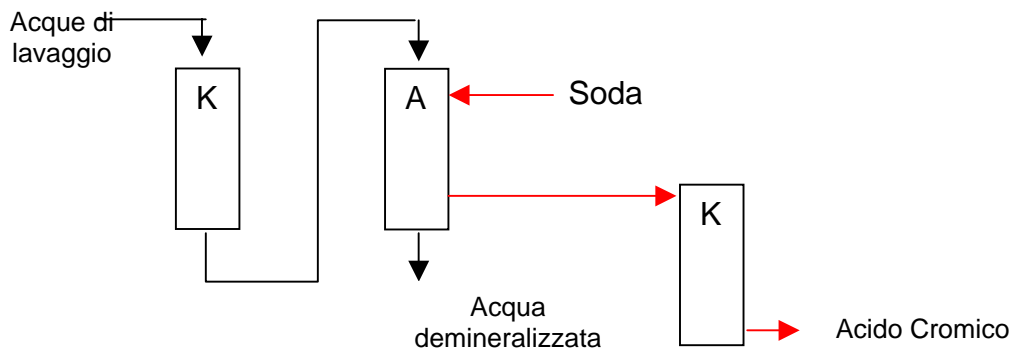 Acque di
lavaggio
K
A
Soda
K
Acqua
demineralizzata
Acido Cromico